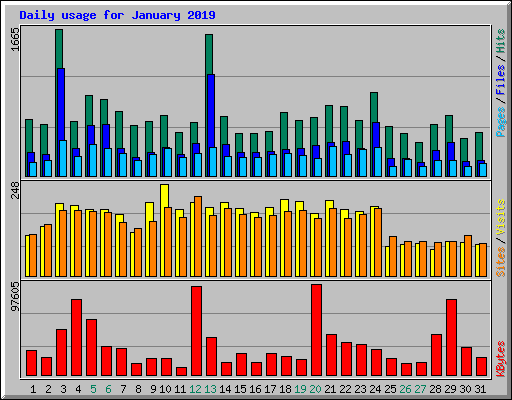 Daily usage for January 2019
1665
Pages / Files / Hits
248
Sites / Visits
97605
KBytes
1 2 3 4 5 6 7 8 9 10 11 12 13 14 15 16 17 18 19 20 21 22 23 24 25 26 27 28 29 30 31